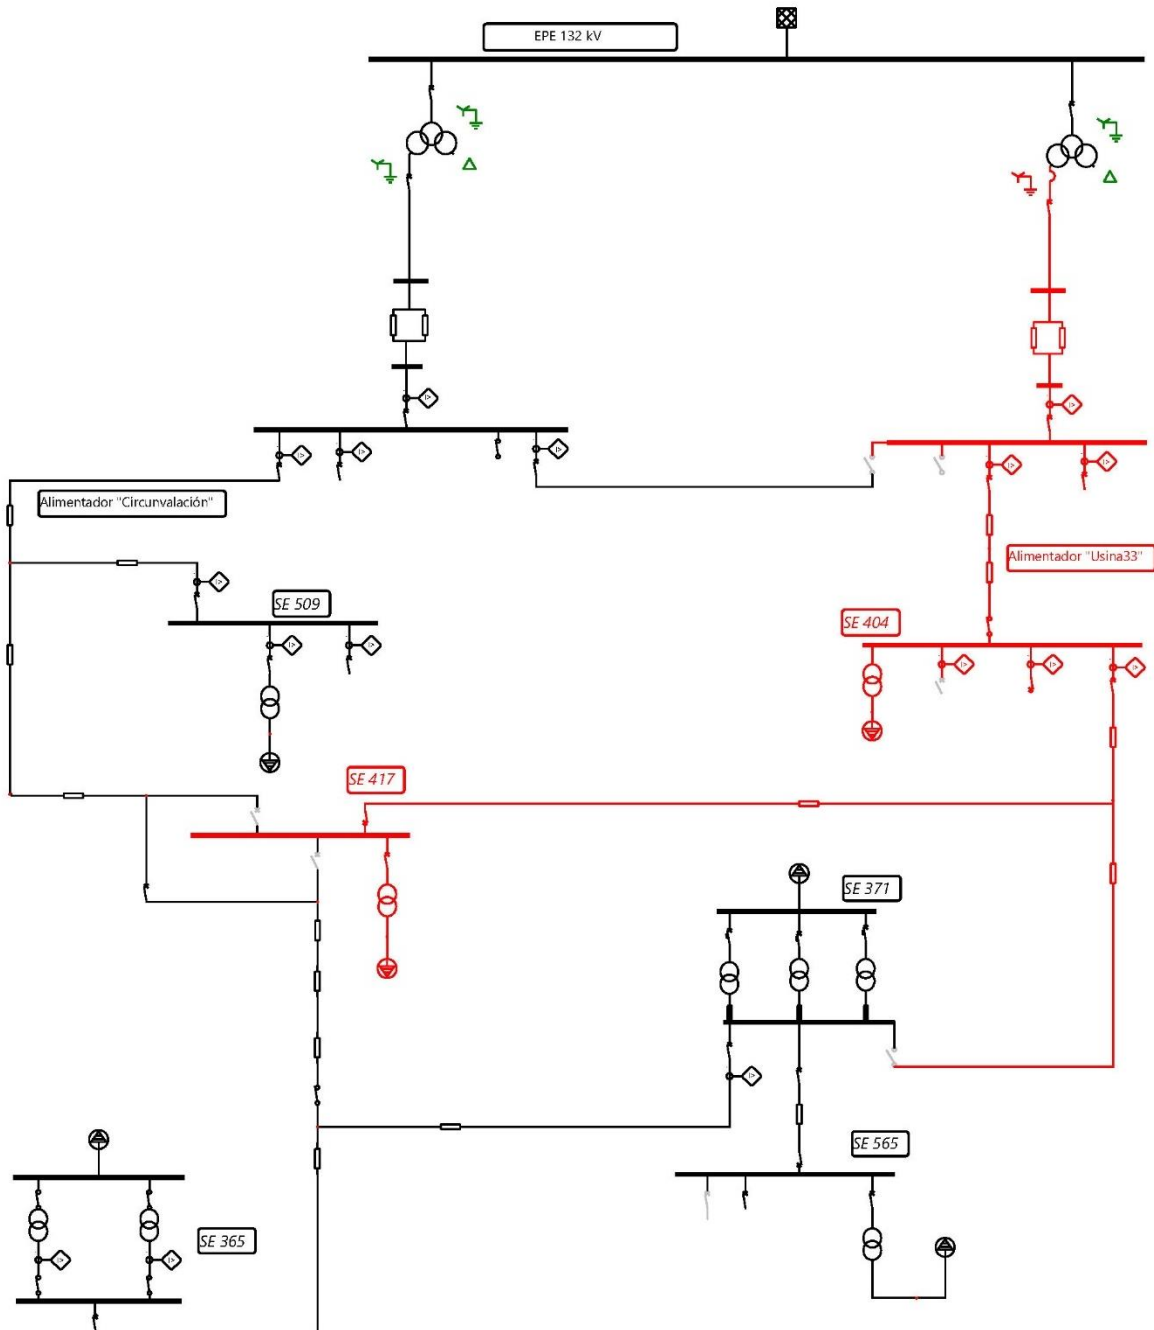 EPE 132 kV
Alimentador "Circunvalación"
Alimentador "Usina33"
SE 509
SE 404
SE 417
SE 371
SE 565
SE 365